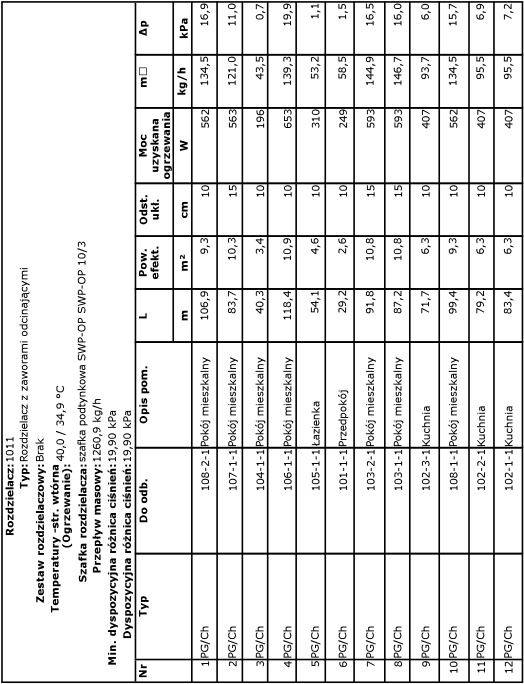 Rozdzielacz: 1011
Typ: Rozdzielacz z zaworami odcinającymi
Zestaw rozdzielaczowy: Brak
Temperatury -str. wtórna (Ogrzewanie): 40,0 / 34,9 °C
Szafka rozdzielacza: szafka podtynkowa SWP-OP SWP-OP 10/3
Przepływ masowy: 1260,9 kg/h
Min. dyspozycyjna różnica ciśnień: 19,90 kPa
Dyspozycyjna różnica ciśnień: 19,90 kPa
Nr Typ Do odb. Opis pom. L Pow. efekt. Odst. ukł. Moc uzyskana ogrzewania m□ Δp
m m² cm W kg/h kPa
1 PG/Ch 108-2-1 Pokój mieszkalny 106,9 9,3 10 562 134,5 16,9
2 PG/Ch 107-1-1 Pokój mieszkalny 83,7 10,3 15 563 121,0 11,0
3 PG/Ch 104-1-1 Pokój mieszkalny 40,3 3,4 10 196 43,5 0,7
4 PG/Ch 106-1-1 Pokój mieszkalny 118,4 10,9 10 653 139,3 19,9
5 PG/Ch 105-1-1 Łazienka 54,1 4,6 10 310 53,2 1,1
6 PG/Ch 101-1-1 Przedpokój 29,2 2,6 10 249 58,5 1,5
7 PG/Ch 103-2-1 Pokój mieszkalny 91,8 10,8 15 593 144,9 16,5
8 PG/Ch 103-1-1 Pokój mieszkalny 87,2 10,8 15 593 146,7 16,0
9 PG/Ch 102-3-1 Kuchnia 71,7 6,3 10 407 93,7 6,0
10 PG/Ch 108-1-1 Pokój mieszkalny 99,4 9,3 10 562 134,5 15,7
11 PG/Ch 102-2-1 Kuchnia 79,2 6,3 10 407 95,5 6,9
12 PG/Ch 102-1-1 Kuchnia 83,4 6,3 10 407 95,5 7,2